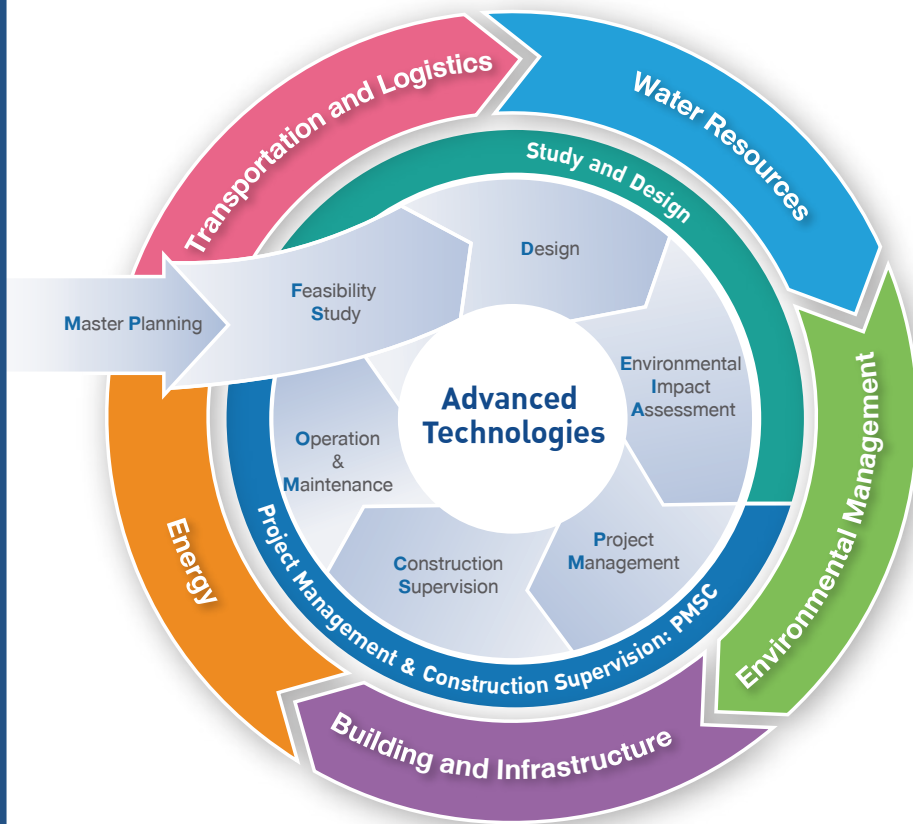 Transportation and Logistics
Water Resources
Study and Design
Design
Feasibility
Study
Master Planning
Environmental
Impact
Assessment
Advanced
Technologies
Operation
&
Maintenance
Project
Management
Construction
Supervision
Environmental Management
Energy
Project Management & Construction Supervision: PMSC
Building and Infrastructure